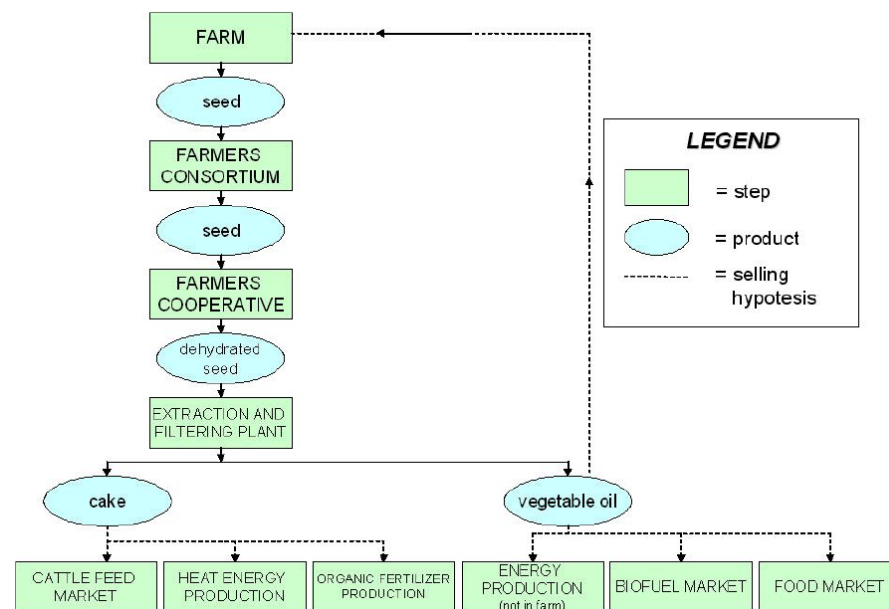 FARM
seed
FARMERS
CONSORTIUM
seed
FARMERS
COOPERATIVE
dehydrated
seed
EXTRACTION AND
FILTERING PLANT
cake
vegetable oil
CATTLE FEED
MARKET
HEAT ENERGY
PRODUCTION
ORGANIC FERTILIZER
PRODUCTION
ENERGY
PRODUCTION
(not in farm)
BIOFUEL MARKET
FOOD MARKET
LEGEND
= step
= product
= selling
hypotesis